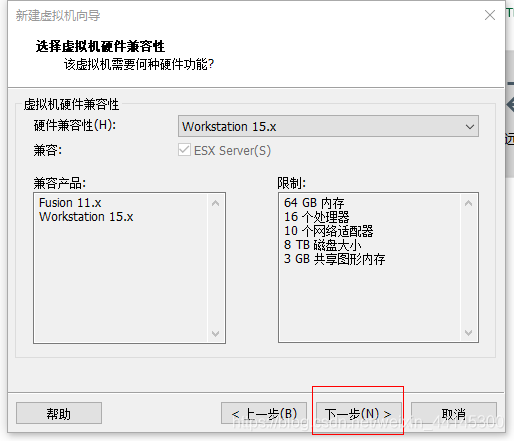 新建虚拟机向导
选择虚拟机硬件兼容性
该虚拟机需要何种硬件功能?
虚拟机硬件兼容性
硬件兼容性(H):
Workstation 15.x
兼容:
ESX Server(S)
兼容产品:
Fusion 11.x
Workstation 15.x
限制:
64 GB 内存
16 个处理器
10 个网络适配器
8 TB 磁盘大小
3 GB 共享图形内存
远
帮助
< 上一步(B)
下一步(N) >
取消